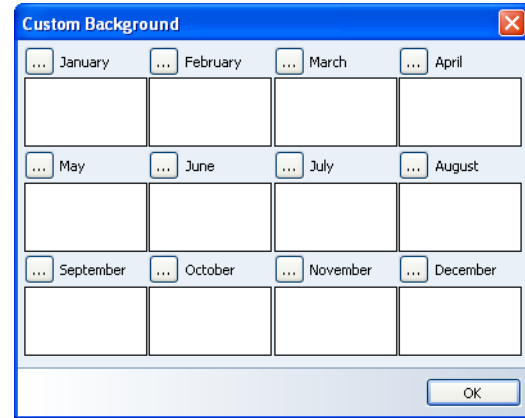 Custom Background
... January ... February ... March ... April
... May ... June ... July ... August
... September ... October ... November ... December
OK